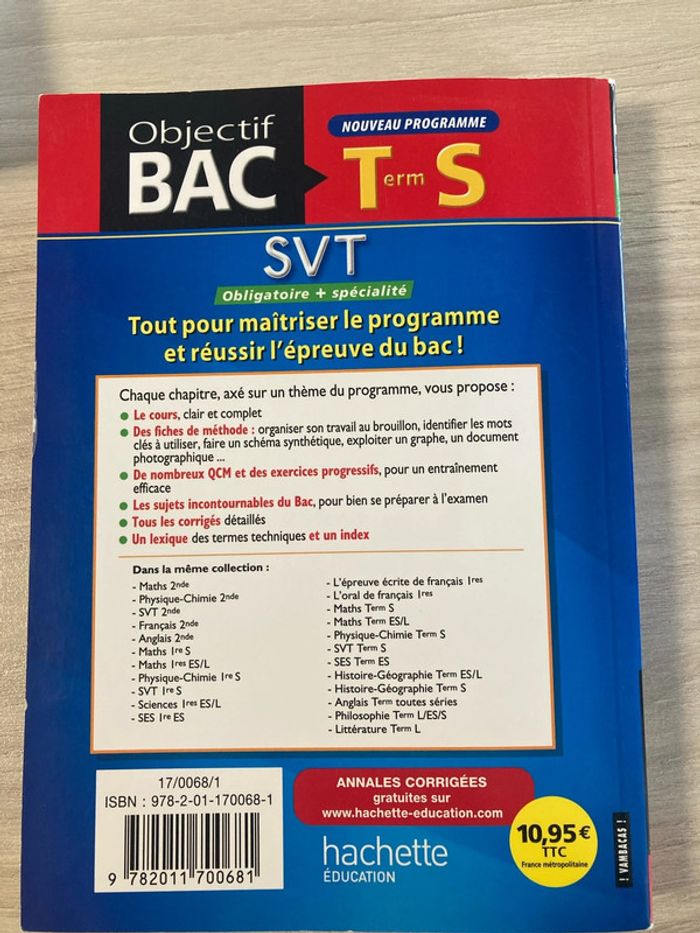 Objectif
BAC
NOUVEAU PROGRAMME
Term S
SVT
Obligatoire + spécialité
Tout pour maîtriser le programme
et réussir l'épreuve du bac !
Chaque chapitre, axé sur un thème du programme, vous propose :
• Le cours, clair et complet
• Des fiches de méthode : organiser son travail au brouillon, identifier les mots
clés à utiliser, faire un schéma synthétique, exploiter un graphe, un document
photographique ...
• De nombreux QCM et des exercices progressifs, pour un entraînement
efficace
• Les sujets incontournables du Bac, pour bien se préparer à l'examen
• Tous les corrigés détaillés
• Un lexique des termes techniques et un index
Dans la même collection :
- Maths 2nde
- Physique-Chimie 2nde
- SVT 2nde
- Français 2nde
- Anglais 2nde
- Maths 1re S
- Maths 1res ES/L
- Physique-Chimie 1re S
- SVT 1re S
- Sciences 1res ES/L
- SES 1re ES
- L'épreuve écrite de français 1res
- L'oral de français 1res
- Maths Term S
- Maths Term ES/L
- Physique-Chimie Term S
- SVT Term S
- SES Term ES
- Histoire-Géographie Term ES/L
- Histoire-Géographie Term S
- Anglais Term toutes séries
- Philosophie Term L/ES/S
- Littérature Term L
17/0068/1
ISBN : 978-2-01-170068-1
9 782011 700681
ANNALES CORRIGÉES
gratuites sur
www.hachette-education.com
hachette
ÉDUCATION
10,95 €
TTC
France métropolitaine
! VAMBACAS !